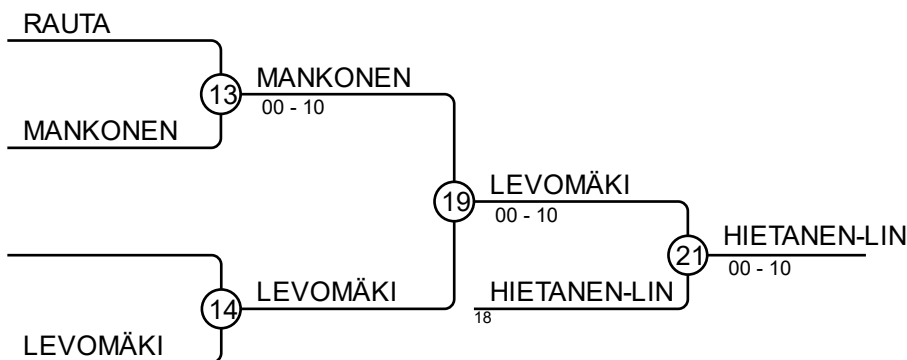 RAUTA
13
MANKONEN
00 - 10
MANKONEN
19
LEVOMÄKI
00 - 10
21
HIETANEN-LIN
00 - 10
14
LEVOMÄKI
HIETANEN-LIN
18
LEVOMÄKI